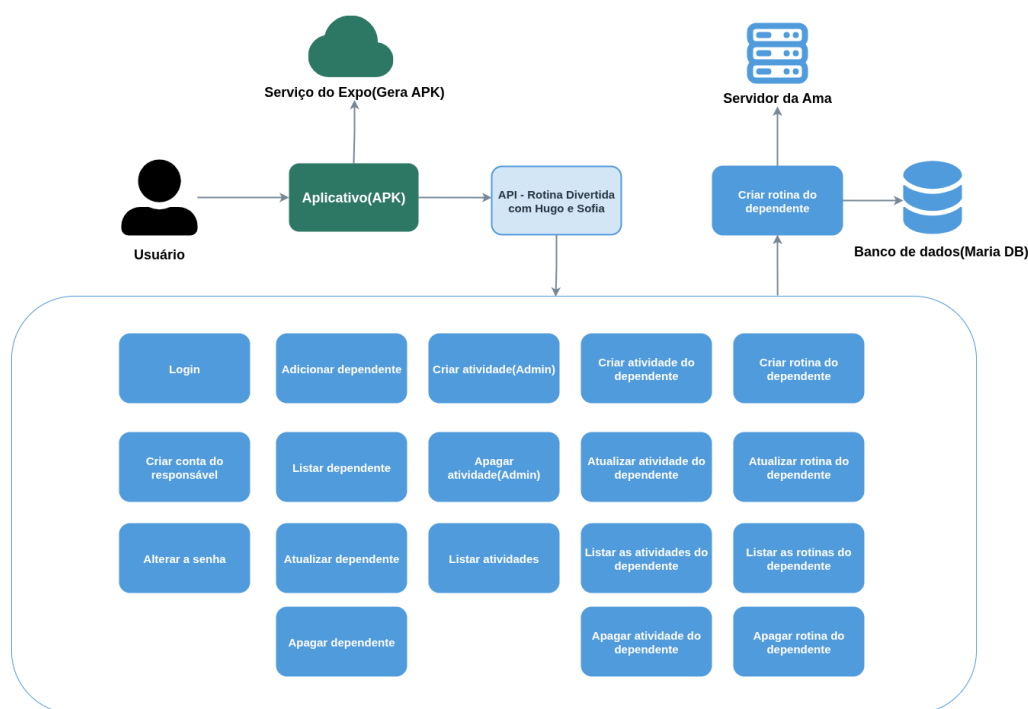 Serviço do Expo(Gera APK)
Servidor da Ama
Aplicativo(APK)
API - Rotina Divertida
com Hugo e Sofia
Criar rotina do
dependente
Usuário
Banco de dados(Maria DB)
Login
Adicionar dependente
Criar atividade(Admin)
Criar atividade do
dependente
Criar rotina do
dependente
Criar conta do
responsável
Listar dependente
Apagar
atividade(Admin)
Atualizar atividade do
dependente
Atualizar rotina do
dependente
Alterar a senha
Atualizar dependente
Listar atividades
Listar as atividades do
dependente
Listar as rotinas do
dependente
Apagar dependente
Apagar atividade do
dependente
Apagar rotina do
dependente